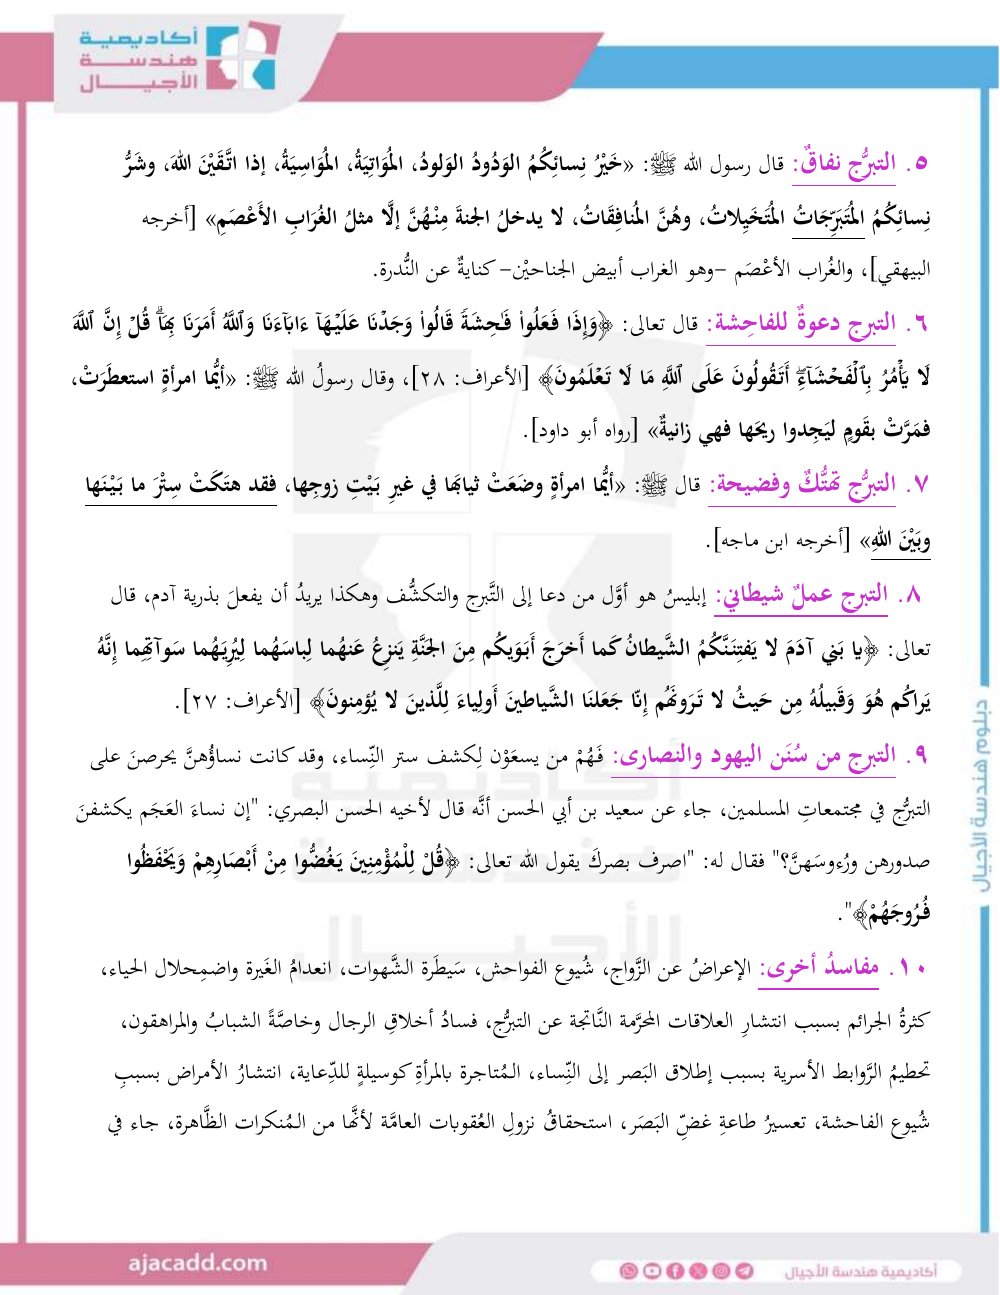 أكاديمية
هندسة
الأجيال
٥. التبرُّج نفاقٌ: قال رسول الله ﷺ: «خَيْرُ نِسائِكُمُ الوَدُودُ الوَلودُ، المُوَاتِيَةُ، المُوَاسِيَةُ، إذا اتَّقَيْنَ اللهَ، وشَرُّ
نِسائِكُمُ المُتَبَرِّجَاتُ المُتَخَيِلاتُ، وهُنَّ المُنافِقَاتُ، لا يدخلُ الجنةَ مِنْهُنَّ إلَّا مثلُ الغُرَابِ الأَعْصَمِ» [أخرجه
البيهقي]، والغُراب الأعْصَم –وهو الغراب أبيض الجناحيْن– كنايةٌ عن النُّدرة.
٦. التبرج دعوةٌ للفاحِشة: قال تعالى: ﴿وَإِذَا فَعَلُواْ فَٰحِشَةً قَالُواْ وَجَدْنَا عَلَيْهَآ ءَابَآءَنَا وَٱللَّهُ أَمَرَنَا بِهَاۗ قُلْ إِنَّ ٱللَّهَ
لَا يَأْمُرُ بِٱلْفَحْشَآءِۖ أَتَقُولُونَ عَلَى ٱللَّهِ مَا لَا تَعْلَمُونَ﴾ [الأعراف: ٢٨]، وقال رسولُ الله ﷺ: «أيُّما امرأةٍ استعطَرَتْ،
فمَرَّتْ بقَومٍ ليَجِدوا ريحَها فهي زانيةٌ» [رواه أبو داود].
٧. التبرُّج تهتُّكٌ وفضيحة: قال ﷺ: «أيُّما امرأةٍ وضَعَتْ ثيابَها في غيرِ بَيْتِ زوجِها، فقد هتَكَتْ سِتْرَ ما بَيْنَها
وبَيْنَ اللهِ» [أخرجه ابن ماجه].
٨. التبرج عملٌ شيطاني: إبليسُ هو أوَّل من دعا إلى التَّبرج والتكشُّف وهكذا يريدُ أن يفعلَ بذرية آدم، قال
تعالى: ﴿يا بَني آدَمَ لا يَفتِنَنَّكُمُ الشَّيطانُ كَما أَخرَجَ أَبَوَيكُم مِنَ الجَنَّةِ يَنزِعُ عَنهُما لِباسَهُما لِيُرِيَهُما سَوآتِهِما إِنَّهُ
يَراكُم هُوَ وَقَبيلُهُ مِن حَيثُ لا تَرَونَهُم إِنّا جَعَلنَا الشَّياطينَ أَولِياءَ لِلَّذينَ لا يُؤمِنونَ﴾ [الأعراف: ٢٧].
٩. التبرج من سُنَن اليهود والنصارى: فَهُمْ من يسعَوْن لِكشف ستر النِّساء، وقد كانت نساؤُهنَّ يحرصنَ على
التبرُّج في مجتمعاتِ المسلمين، جاء عن سعيد بن أبي الحسن أنَّه قال لأخيه الحسن البصري: "إن نساءَ العَجَم يكشفنَ
صدورهن ورُءوسَهنَّ؟" فقال له: "اصرف بصركَ يقول الله تعالى: ﴿قُلْ لِلْمُؤْمِنِينَ يَغُضُّوا مِنْ أَبْصَارِهِمْ وَيَحْفَظُوا
فُرُوجَهُمْ﴾".
١٠. مفاسدُ أخرى: الإعراضُ عن الزَّواج، شُيوع الفواحش، سَيطَرة الشَّهوات، انعدامُ الغَيرة واضمِحلال الحياء،
كثرةُ الجرائم بسبب انتشارِ العلاقات المحرَّمة النَّاتجة عن التبرُّج، فسادُ أخلاقِ الرجال وخاصَّةً الشبابُ والمراهقون،
تحطيمُ الرَّوابط الأسرية بسبب إطلاق البَصر إلى النِّساء، المُتاجرة بالمرأةِ كوسيلةٍ للدِّعاية، انتشارُ الأمراض بسببِ
شُيوع الفاحشة، تعسيرُ طاعةِ غضِّ البَصَر، استحقاقُ نزولِ العُقوبات العامَّة لأنَّها من المُنكرات الظَّاهرة، جاء في
دبلوم هندسة الأجيال
أكاديمية
هندسة
الأجيال
ajacadd.com
أكاديمية هندسة الأجيال